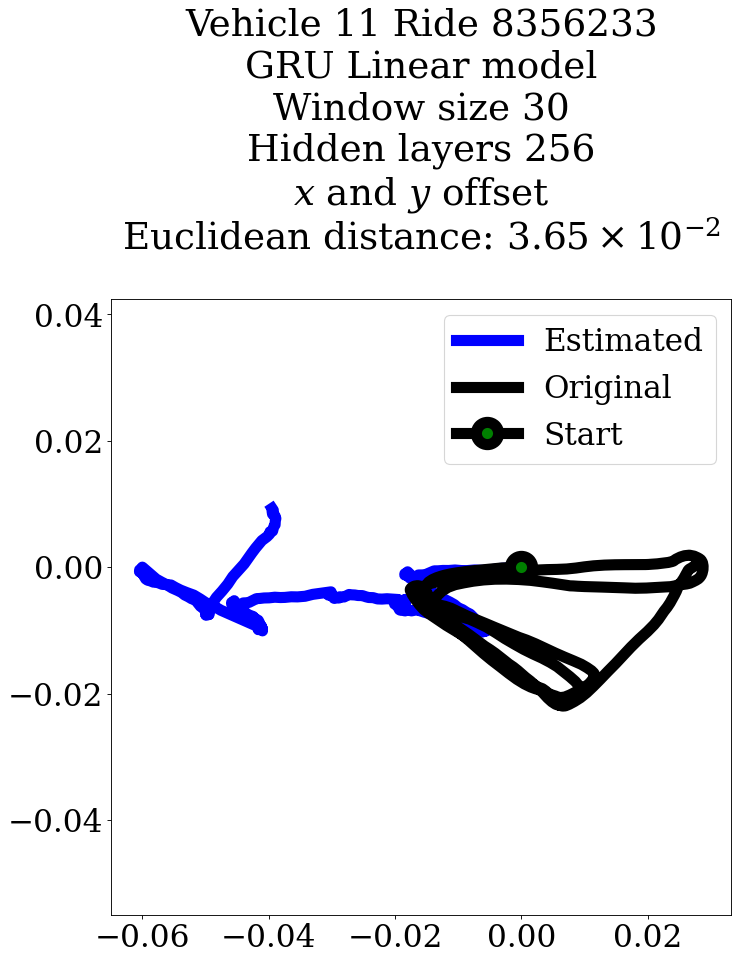 Vehicle 11 Ride 8356233
GRU Linear model
Window size 30
Hidden layers 256
x and y offset
Euclidean distance: 3.65 × 10⁻²
0.04
0.02
0.00
−0.02
−0.04
Estimated
Original
Start
−0.06 −0.04 −0.02 0.00 0.02